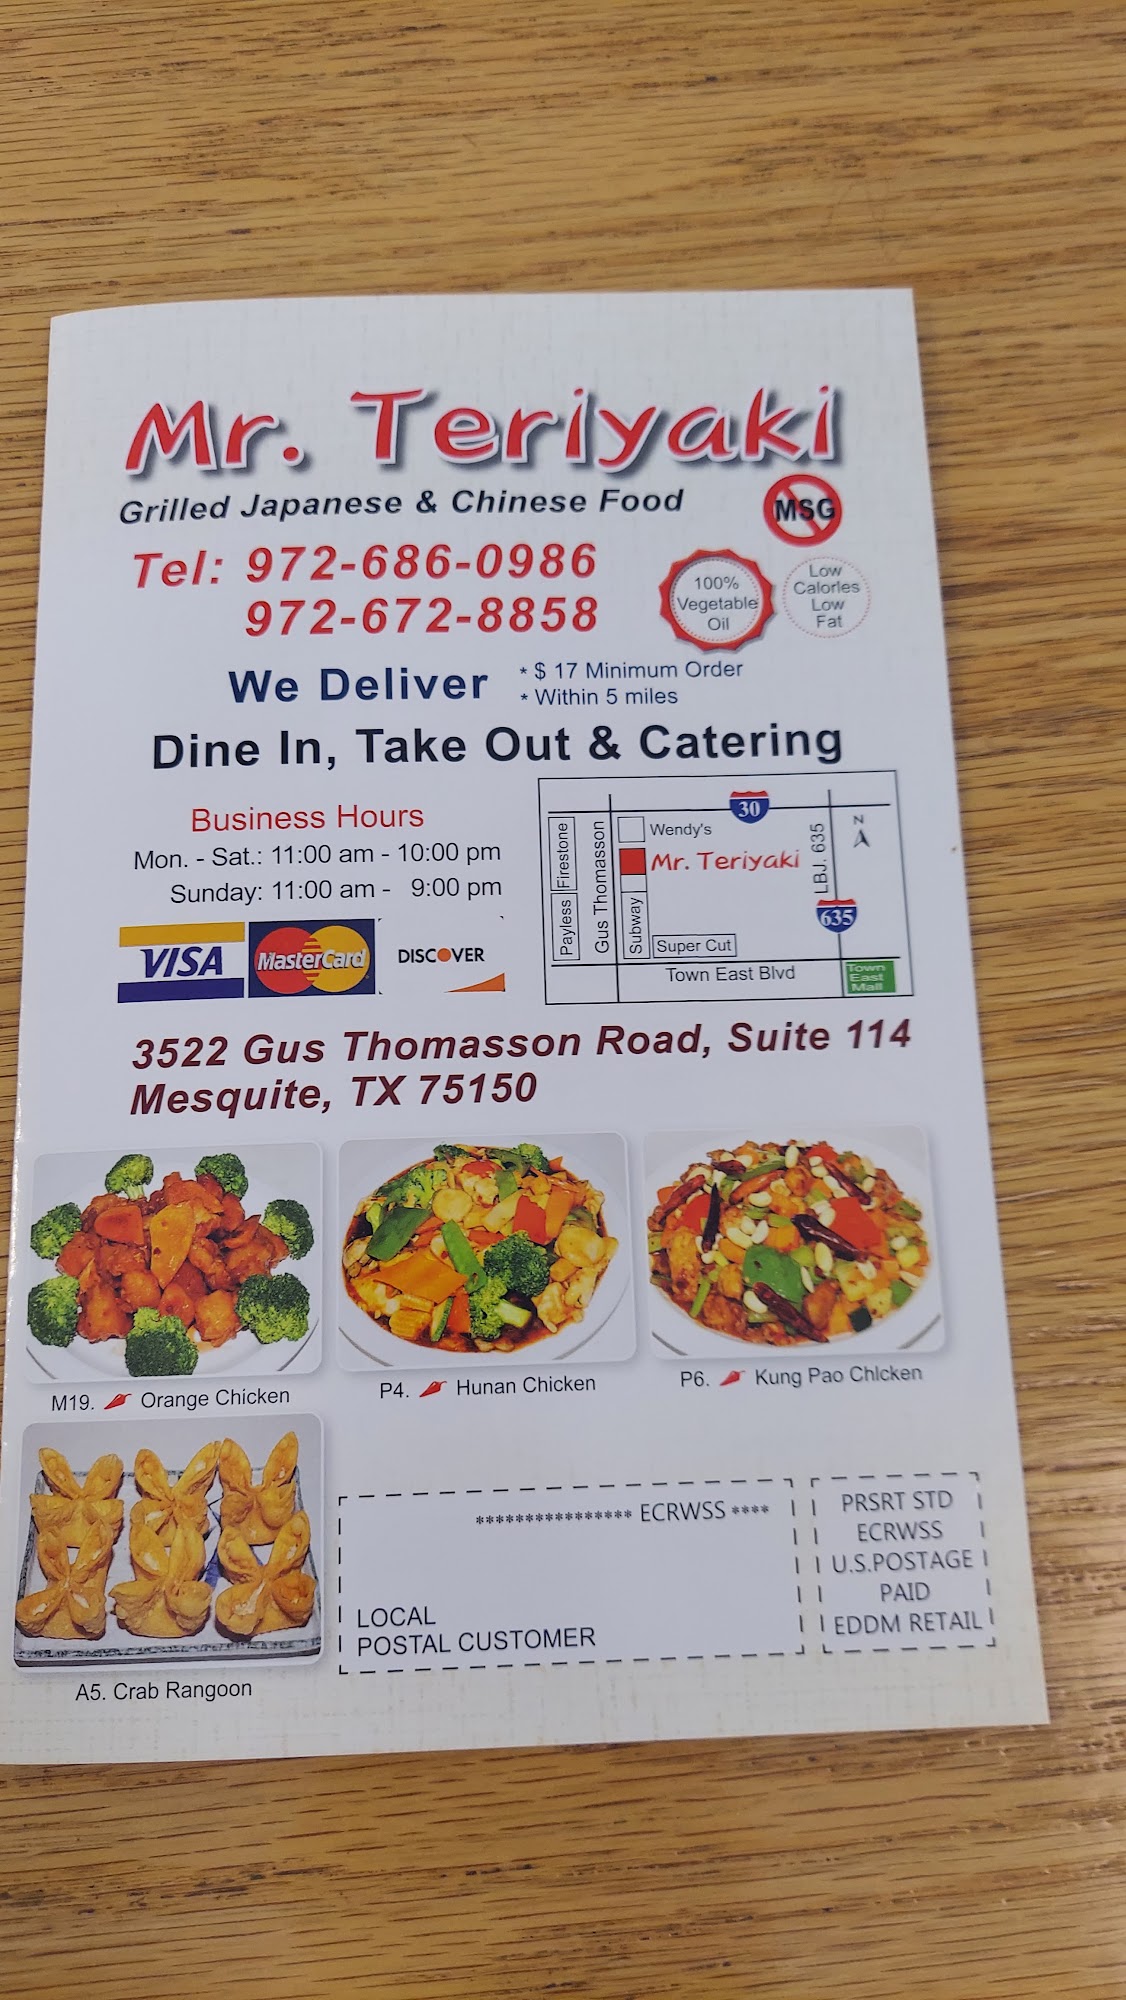 Mr. Teriyaki
Grilled Japanese & Chinese Food
MSG
Tel: 972-686-0986
972-672-8858
100%
Vegetable
Oil
Low
Calories
Low
Fat
We Deliver
* $ 17 Minimum Order
* Within 5 miles
Dine In, Take Out & Catering
Business Hours
Mon. - Sat.: 11:00 am - 10:00 pm
Sunday: 11:00 am - 9:00 pm
VISA
MasterCard
DISCOVER
30
Firestone
Payless
Gus Thomasson
Wendy's
Mr. Teriyaki
Subway
Super Cut
LBJ. 635
N
635
Town East Blvd
Town
East
Mall
3522 Gus Thomasson Road, Suite 114
Mesquite, TX 75150
M19. Orange Chicken
P4. Hunan Chicken
P6. Kung Pao Chicken
A5. Crab Rangoon
**************** ECRWSS ****
LOCAL
POSTAL CUSTOMER
PRSRT STD
ECRWSS
U.S.POSTAGE
PAID
EDDM RETAIL